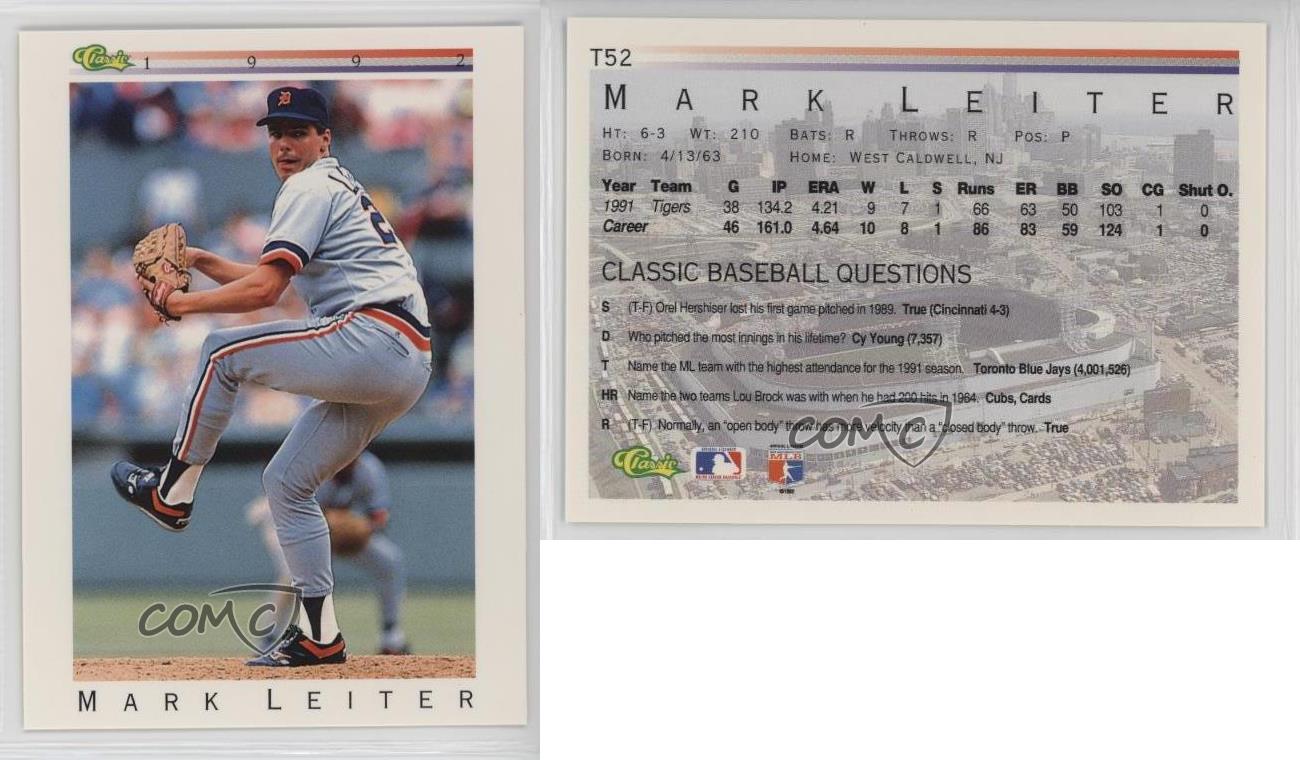 Classic 1 9 9 2
D
COMC
MARK LEITER
T52
MARK LEITER
HT: 6-3 WT: 210 BATS: R THROWS: R POS: P
BORN: 4/13/63 HOME: WEST CALDWELL, NJ
Year Team G IP ERA W L S Runs ER BB SO CG Shut O.
1991 Tigers 38 134.2 4.21 9 7 1 66 63 50 103 1 0
Career 46 161.0 4.64 10 8 1 86 83 59 124 1 0
CLASSIC BASEBALL QUESTIONS
S (T-F) Orel Hershiser lost his first game pitched in 1989. True (Cincinnati 4-3)
D Who pitched the most innings in his lifetime? Cy Young (7,357)
T Name the ML team with the highest attendance for the 1991 season. Toronto Blue Jays (4,001,526)
HR Name the two teams Lou Brock was with when he had 200 hits in 1964. Cubs, Cards
R (T-F) Normally, an "open body" throw has more velocity than a "closed body" throw. True
COMC
Classic MLB